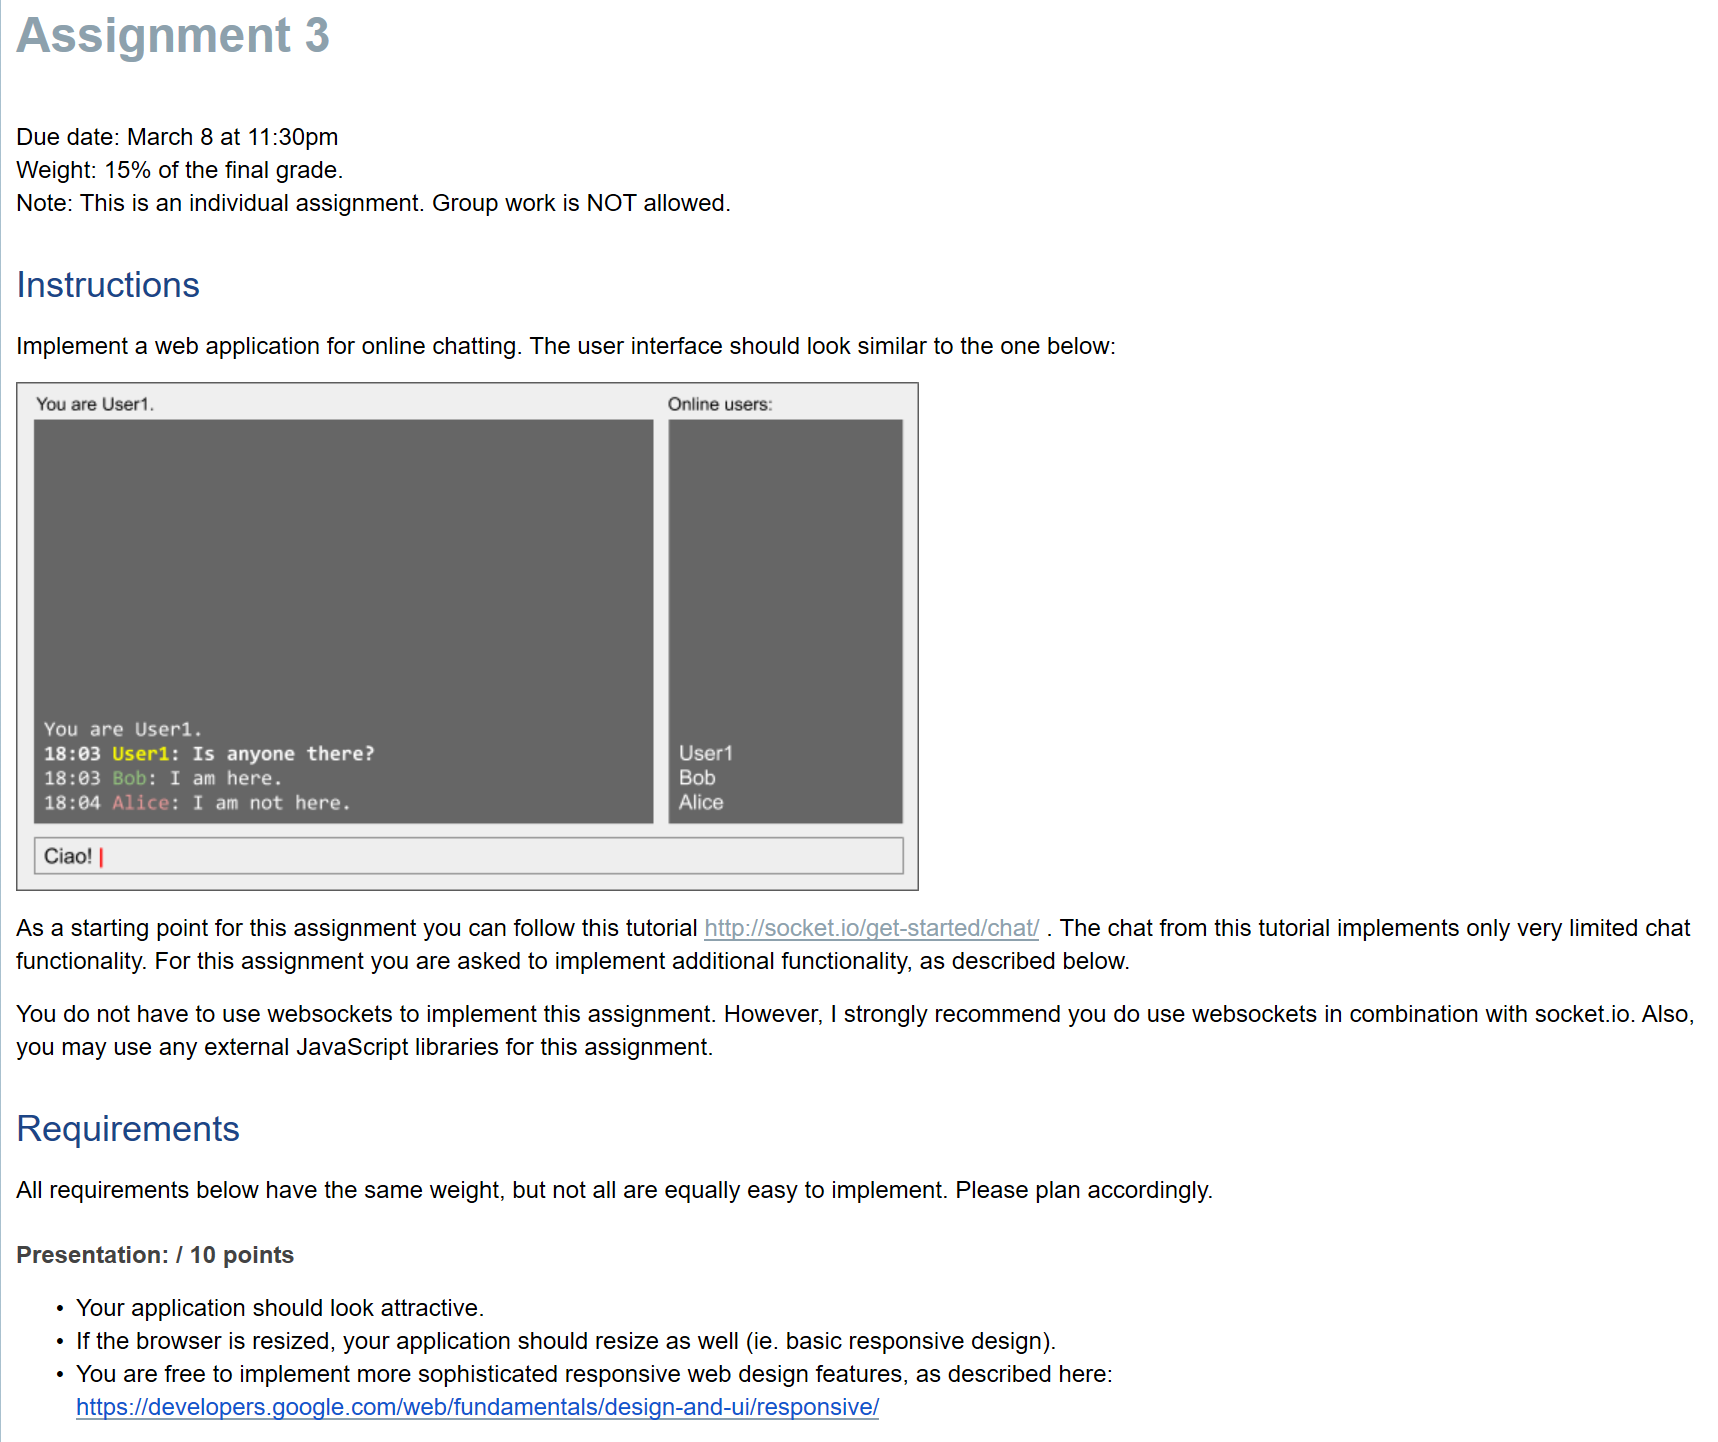 Assignment 3
Due date: March 8 at 11:30pm
Weight: 15% of the final grade.
Note: This is an individual assignment. Group work is NOT allowed.
Instructions
Implement a web application for online chatting. The user interface should look similar to the one below:
You are User1.
Online users:
You are User1.
18:03 User1: Is anyone there?
18:03 Bob: I am here.
18:04 Alice: I am not here.
User1
Bob
Alice
Ciao!
As a starting point for this assignment you can follow this tutorial http://socket.io/get-started/chat/ . The chat from this tutorial implements only very limited chat
functionality. For this assignment you are asked to implement additional functionality, as described below.
You do not have to use websockets to implement this assignment. However, I strongly recommend you do use websockets in combination with socket.io. Also,
you may use any external JavaScript libraries for this assignment.
Requirements
All requirements below have the same weight, but not all are equally easy to implement. Please plan accordingly.
Presentation: / 10 points
• Your application should look attractive.
• If the browser is resized, your application should resize as well (ie. basic responsive design).
• You are free to implement more sophisticated responsive web design features, as described here:
https://developers.google.com/web/fundamentals/design-and-ui/responsive/